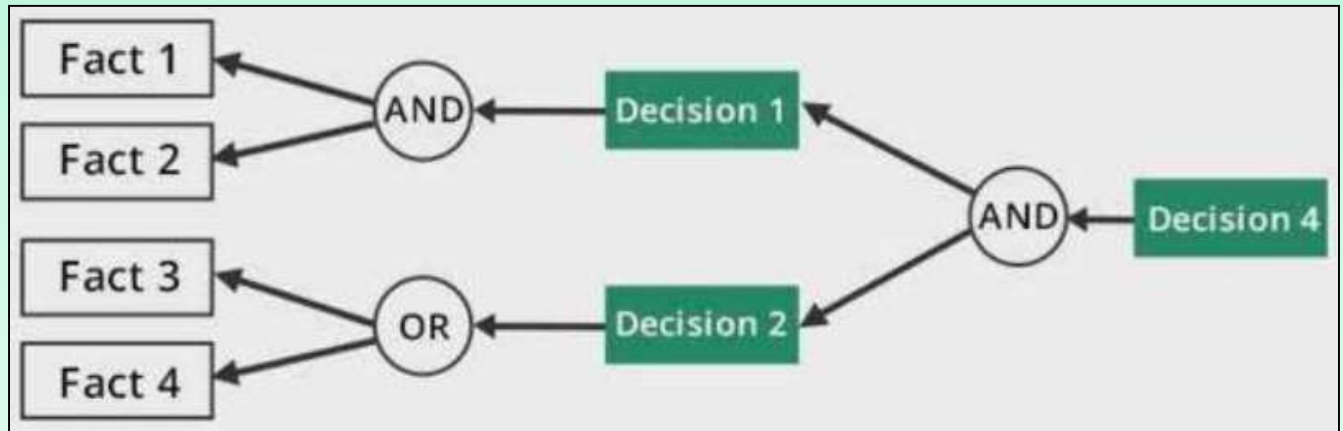 Fact 1
Fact 2
AND
Decision 1
AND
Decision 4
Fact 3
Fact 4
OR
Decision 2